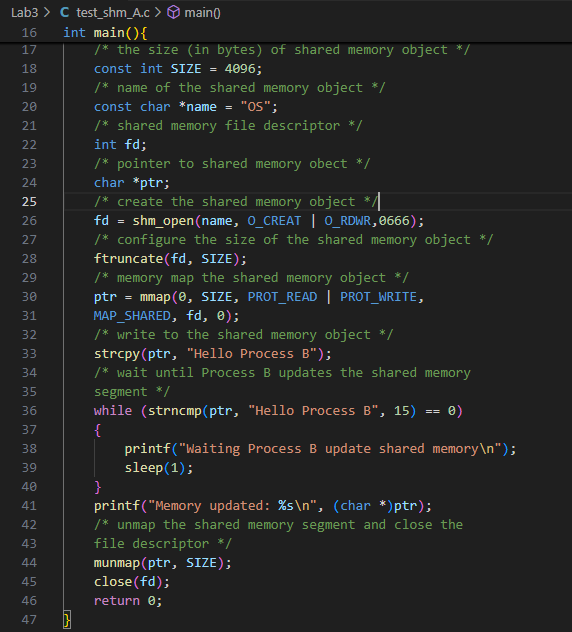 Lab3 > C test_shm_A.c > main()
16 int main(){
17 /* the size (in bytes) of shared memory object */
18 const int SIZE = 4096;
19 /* name of the shared memory object */
20 const char *name = "OS";
21 /* shared memory file descriptor */
22 int fd;
23 /* pointer to shared memory obect */
24 char *ptr;
25 /* create the shared memory object */
26 fd = shm_open(name, O_CREAT | O_RDWR,0666);
27 /* configure the size of the shared memory object */
28 ftruncate(fd, SIZE);
29 /* memory map the shared memory object */
30 ptr = mmap(0, SIZE, PROT_READ | PROT_WRITE,
31 MAP_SHARED, fd, 0);
32 /* write to the shared memory object */
33 strcpy(ptr, "Hello Process B");
34 /* wait until Process B updates the shared memory
35 segment */
36 while (strncmp(ptr, "Hello Process B", 15) == 0)
37 {
38 printf("Waiting Process B update shared memory\n");
39 sleep(1);
40 }
41 printf("Memory updated: %s\n", (char *)ptr);
42 /* unmap the shared memory segment and close the
43 file descriptor */
44 munmap(ptr, SIZE);
45 close(fd);
46 return 0;
47 }